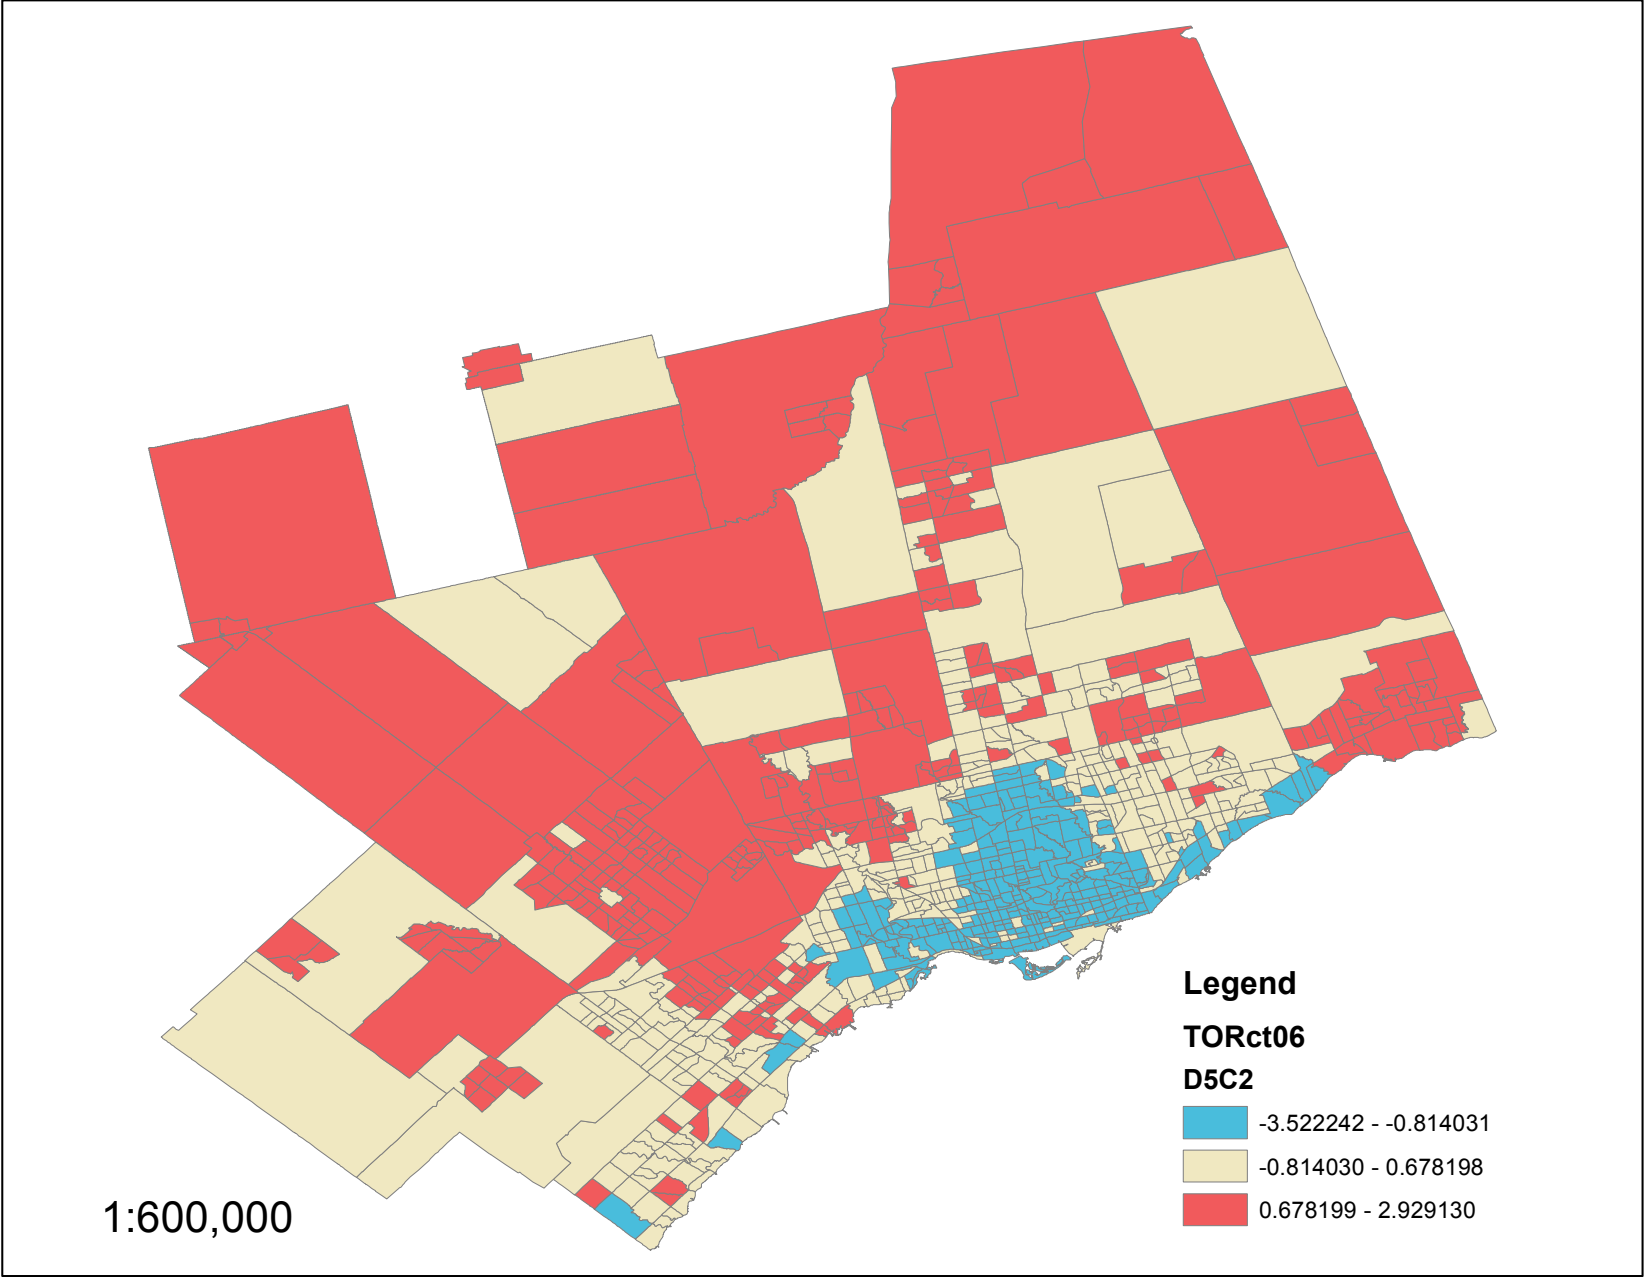 Legend
TORct06
D5C2
-3.522242 - -0.814031
-0.814030 - 0.678198
0.678199 - 2.929130
1:600,000